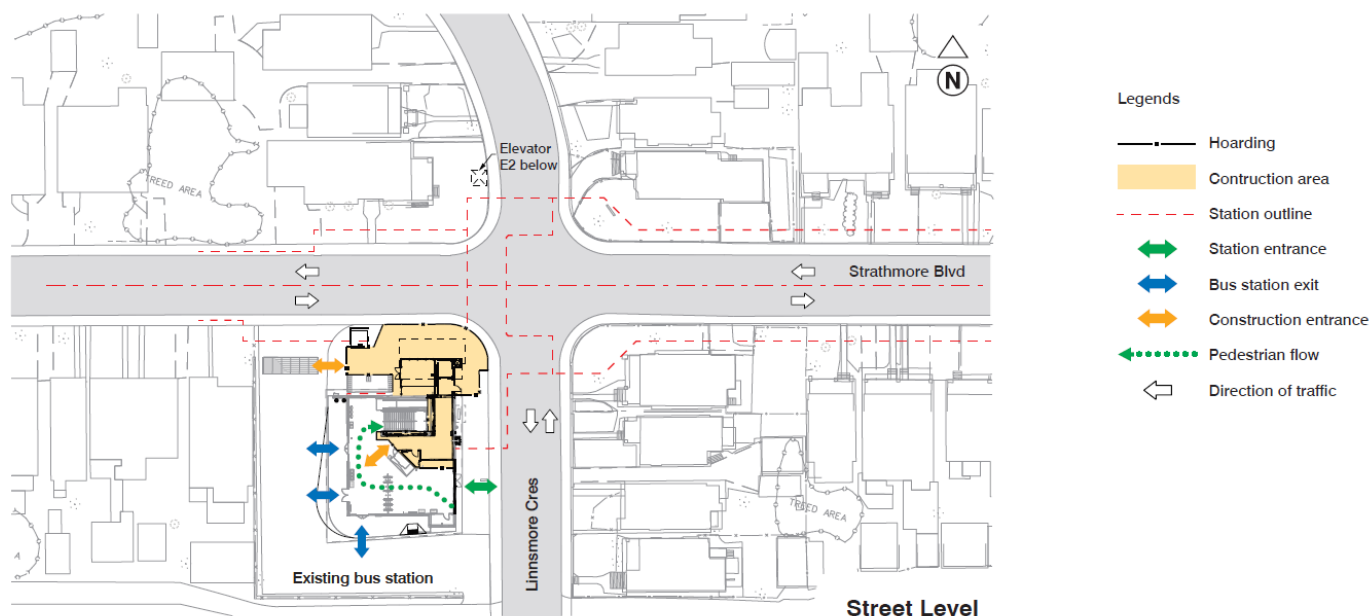 N
Elevator
E2 below
TREED AREA
Strathmore Blvd
Linnsmore Cres
TREED AREA
A
Existing bus station
Street Level
Legends
Hoarding
Contruction area
Station outline
Station entrance
Bus station exit
Construction entrance
Pedestrian flow
Direction of traffic